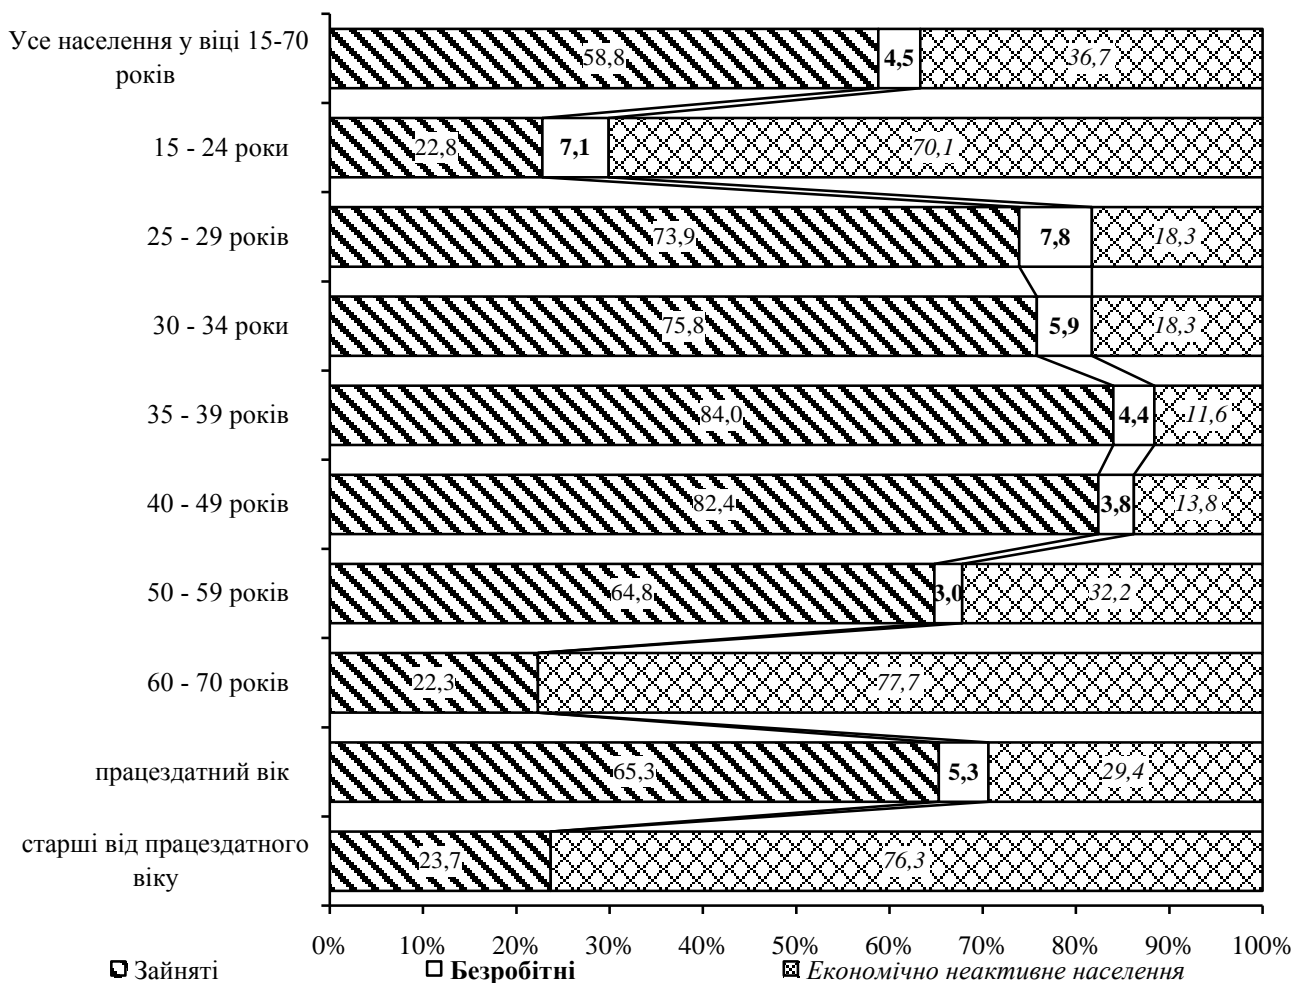 Усе населення у віці 15-70
років
58,8 4,5 36,7
15 - 24 роки 22,8 7,1 70,1
25 - 29 років 73,9 7,8 18,3
30 - 34 роки 75,8 5,9 18,3
35 - 39 років 84,0 4,4 11,6
40 - 49 років 82,4 3,8 13,8
50 - 59 років 64,8 3,0 32,2
60 - 70 років 22,3 77,7
працездатний вік 65,3 5,3 29,4
старші від працездатного
віку
23,7 76,3
0% 10% 20% 30% 40% 50% 60% 70% 80% 90% 100%
Зайняті Безробітні Економічно неактивне населення